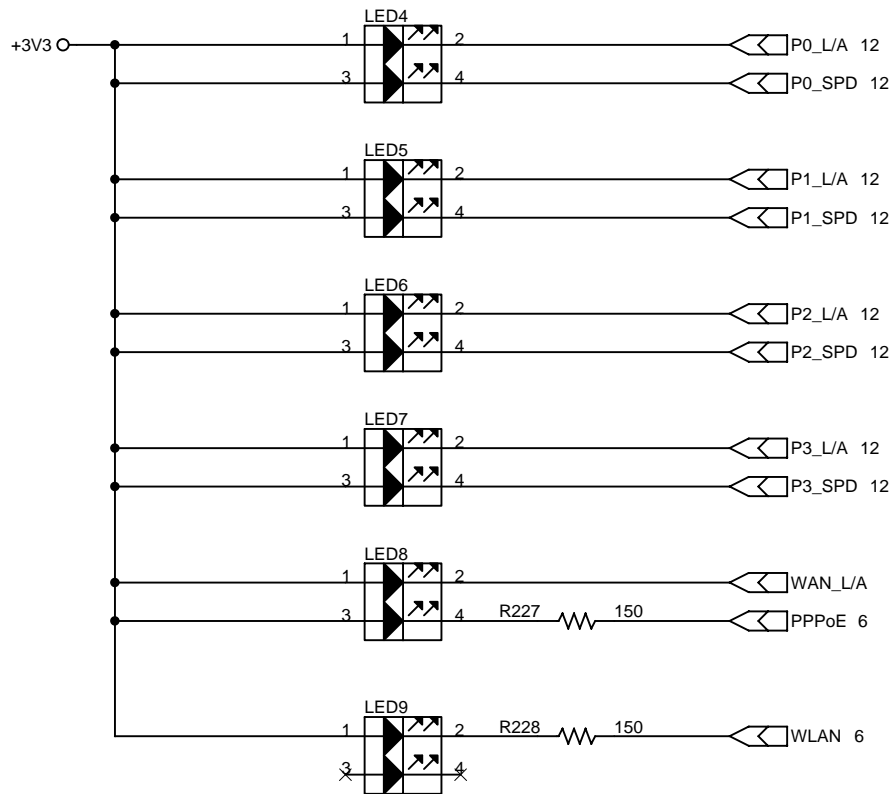 LED4
+3V3 1 2 P0_L/A 12
3 4 P0_SPD 12
LED5
1 2 P1_L/A 12
3 4 P1_SPD 12
LED6
1 2 P2_L/A 12
3 4 P2_SPD 12
LED7
1 2 P3_L/A 12
3 4 P3_SPD 12
LED8
1 2 WAN_L/A
3 4 R227 150 PPPoE 6
LED9
1 2 R228 150 WLAN 6
3 4